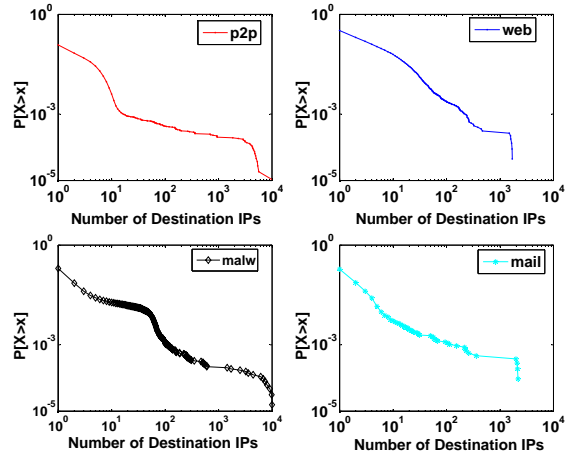 10^0
10^-3
10^-5
P[X>x]
p2p
10^0 10^1 10^2 10^3 10^4
Number of Destination IPs
10^0
10^-3
10^-5
P[X>x]
web
10^0 10^1 10^2 10^3 10^4
Number of Destination IPs
10^0
10^-3
10^-5
P[X>x]
malw
10^0 10^1 10^2 10^3 10^4
Number of Destination IPs
10^0
10^-3
10^-5
P[X>x]
mail
10^0 10^1 10^2 10^3 10^4
Number of Destination IPs